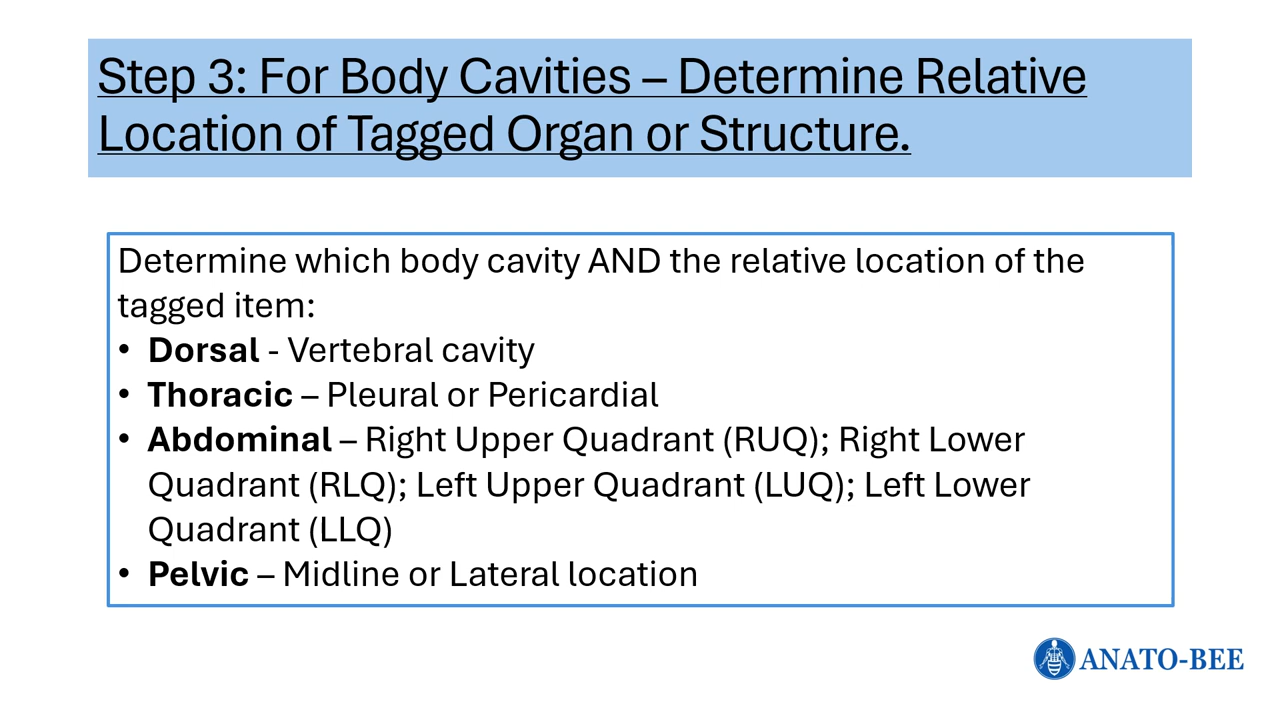 Step 3: For Body Cavities – Determine Relative
Location of Tagged Organ or Structure.
Determine which body cavity AND the relative location of the
tagged item:
• Dorsal - Vertebral cavity
• Thoracic – Pleural or Pericardial
• Abdominal – Right Upper Quadrant (RUQ); Right Lower
Quadrant (RLQ); Left Upper Quadrant (LUQ); Left Lower
Quadrant (LLQ)
• Pelvic – Midline or Lateral location
ANATO-BEE